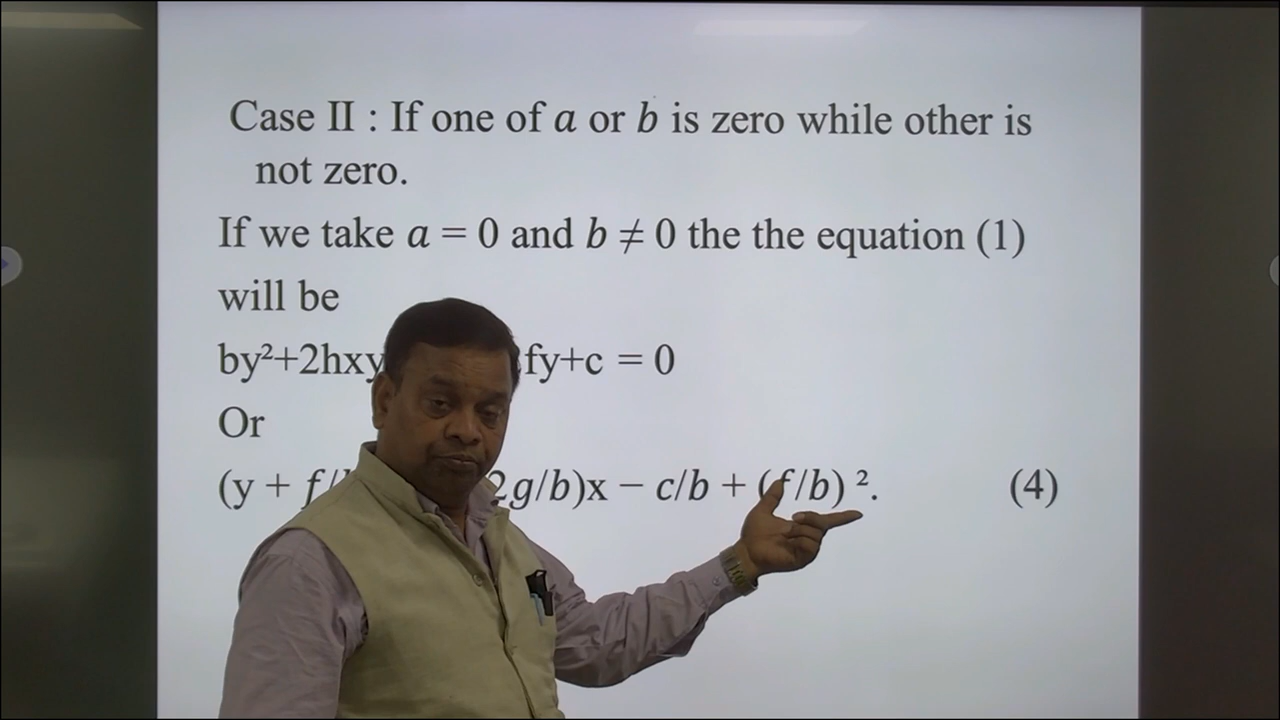 Case II : If one of a or b is zero while other is
not zero.
If we take a = 0 and b ≠ 0 the the equation (1)
will be
by²+2hxy fy+c = 0
Or
(y + f/ 2g/b)x − c/b + (f/b) ². (4)